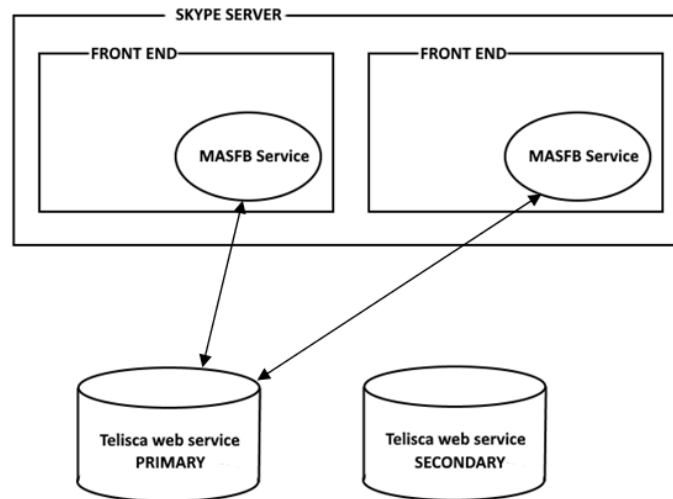 SKYPE SERVER
FRONT END
FRONT END
MASFB Service
MASFB Service
Telisca web service
PRIMARY
Telisca web service
SECONDARY